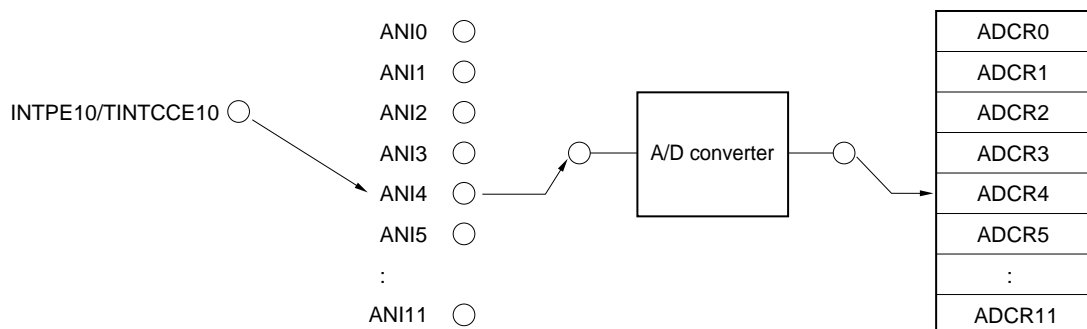 ANI0
ANI1
ANI2
ANI3
ANI4
ANI5
:
ANI11
INTPE10/TINTCCE10
A/D converter
ADCR0
ADCR1
ADCR2
ADCR3
ADCR4
ADCR5
:
ADCR11